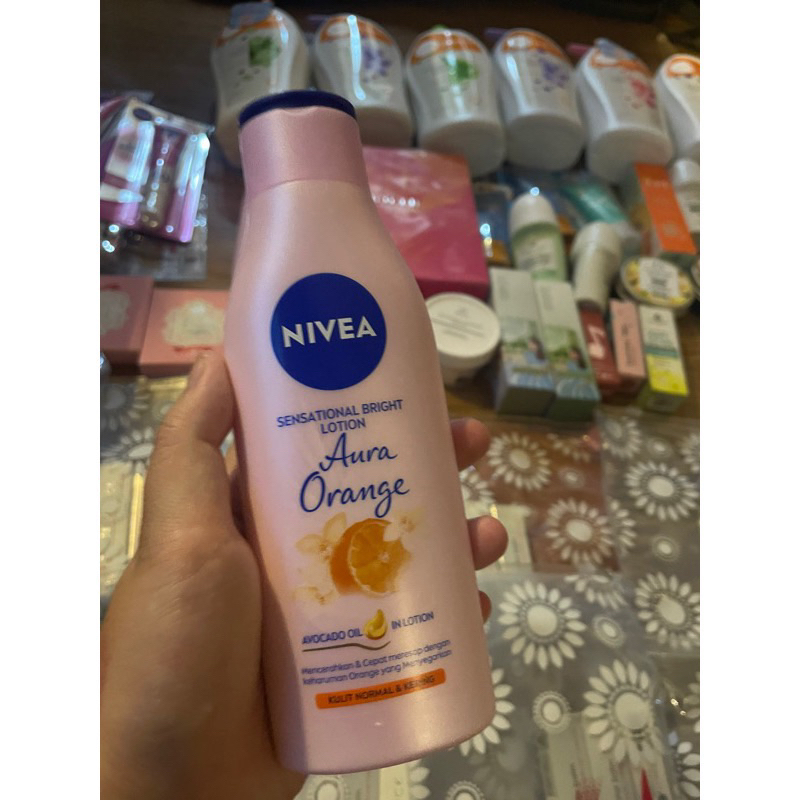 NIVEA
SENSATIONAL BRIGHT
LOTION
Aura
Orange
AVOCADO OIL IN LOTION
Mencerahkan & Cepat meresap dengan
keharuman Orange yang Menyegarkan
KULIT NORMAL & KERING